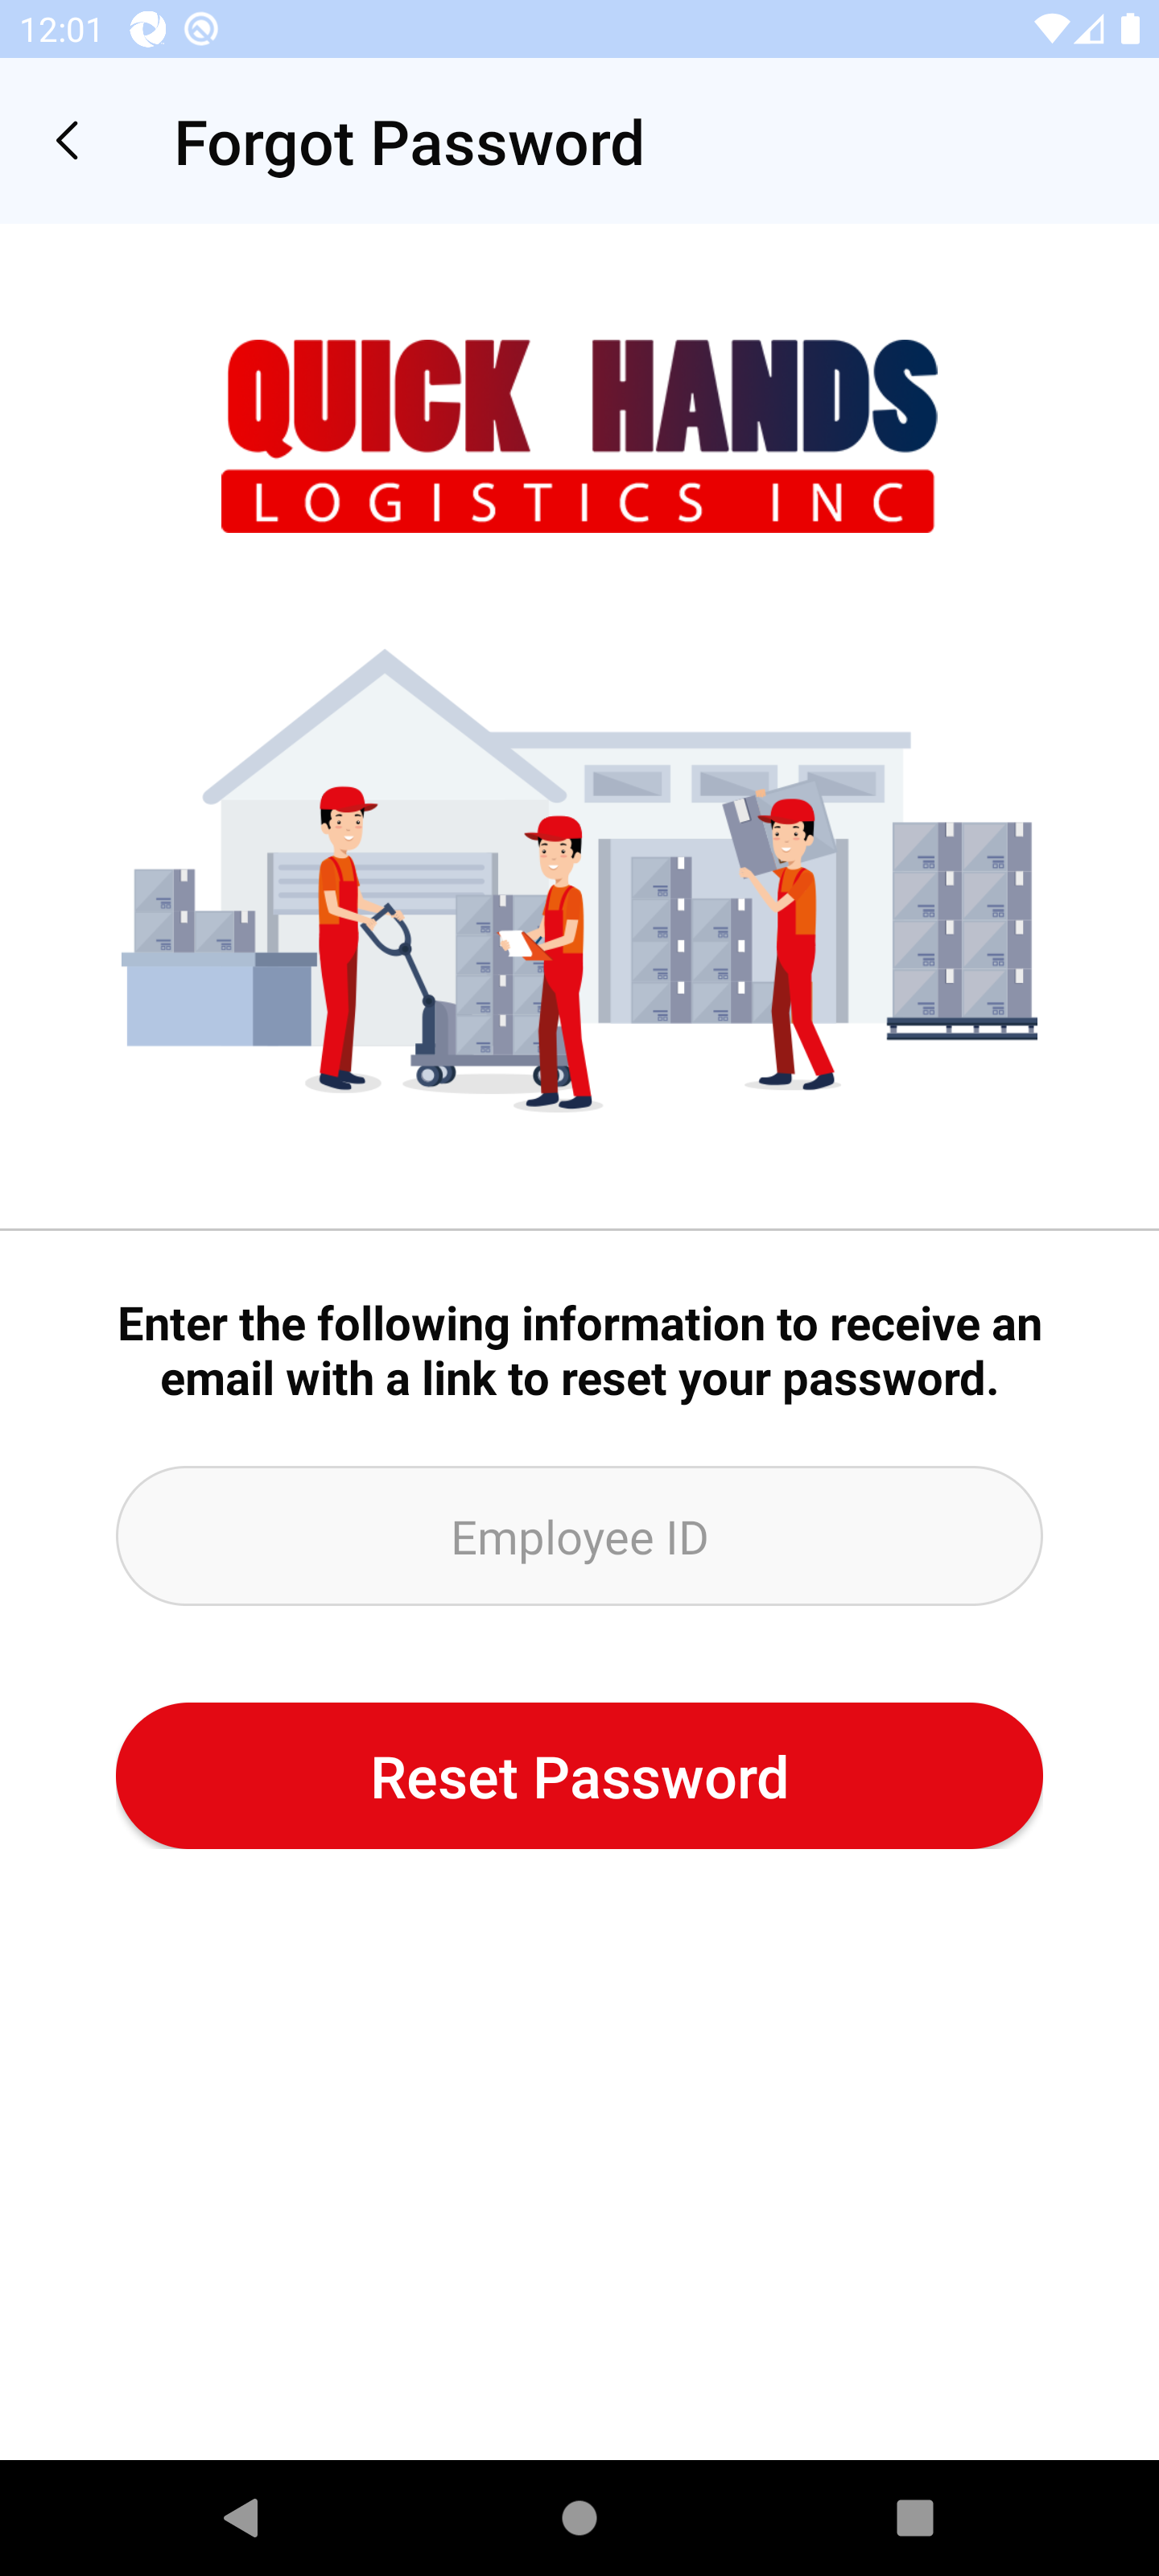 12:01
Forgot Password
QUICK HANDS
LOGISTICS INC
Enter the following information to receive an
email with a link to reset your password.
Employee ID
Reset Password